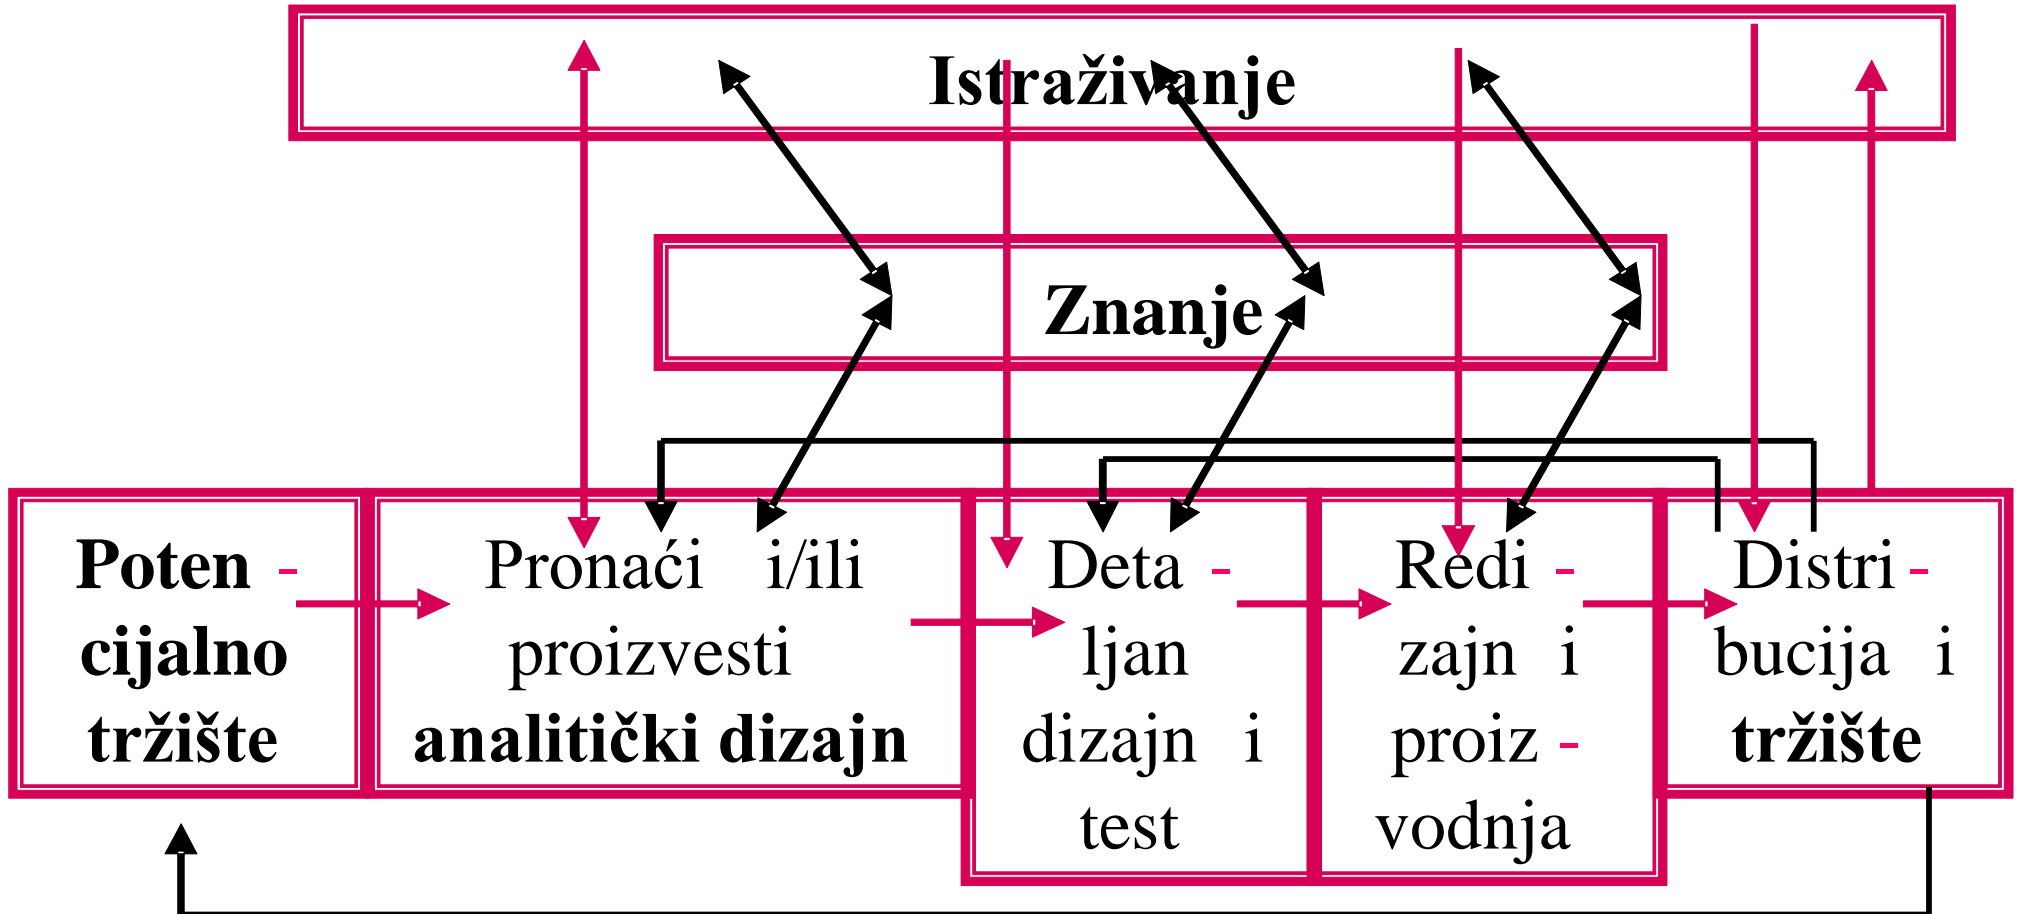 Istraživanje
Znanje
Poten -
cijalno
tržište
Pronaći i/ili
proizvesti
analitički dizajn
Deta -
ljan
dizajn i
test
Redi -
zajn i
proiz -
vodnja
Distri -
bucija i
tržište